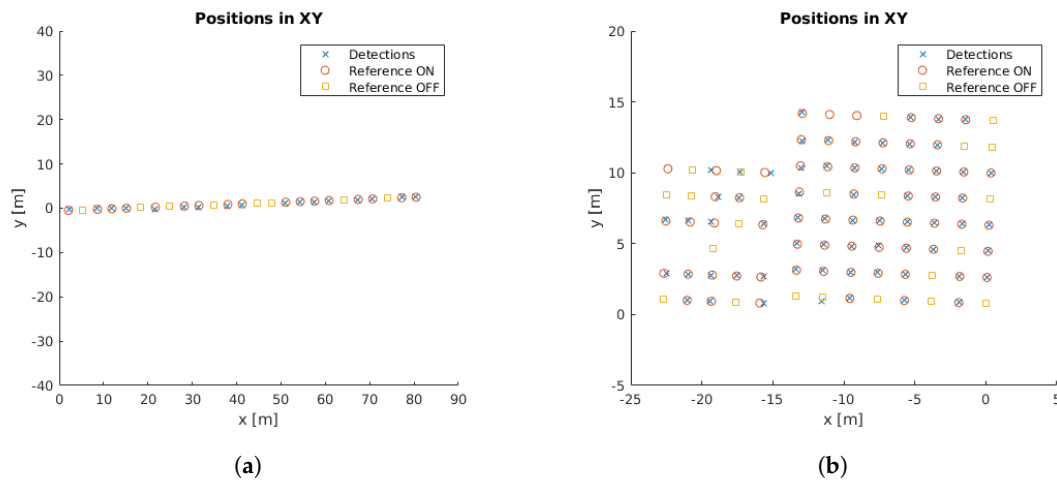 Positions in XY
40
30
20
10
0
-10
-20
-30
-40
0 10 20 30 40 50 60 70 80 90
y [m]
x [m]
Detections
Reference ON
Reference OFF
(a)
Positions in XY
20
15
10
5
0
-5
-25 -20 -15 -10 -5 0 5
y [m]
x [m]
Detections
Reference ON
Reference OFF
(b)